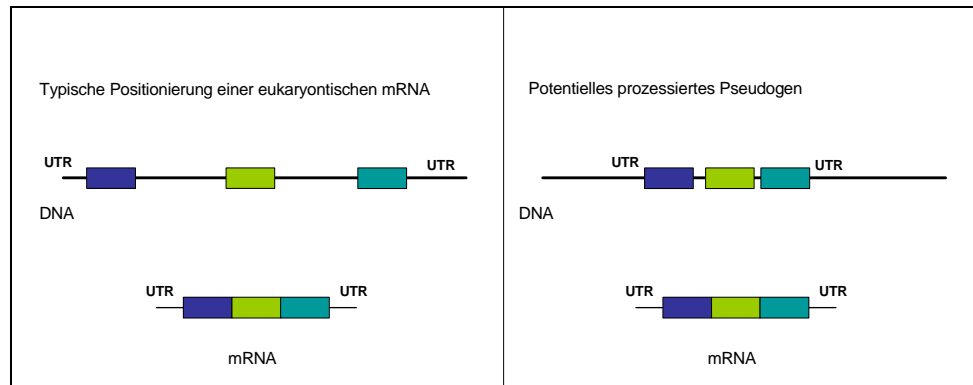 Typische Positionierung einer eukaryontischen mRNA
UTR
UTR
DNA
UTR
UTR
mRNA
Potentielles prozessiertes Pseudogen
UTR
UTR
DNA
UTR
UTR
mRNA